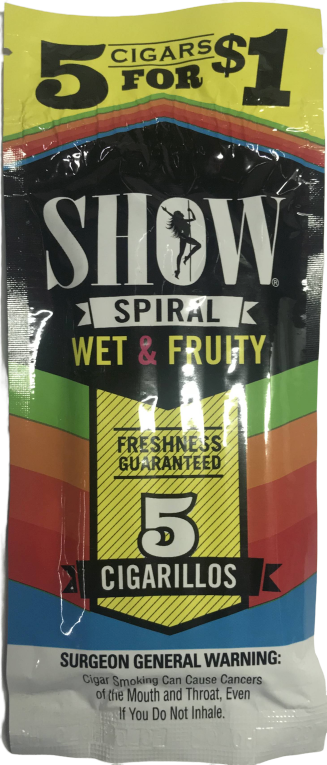 5 CIGARS FOR $1
SHOW®
SPIRAL
WET & FRUITY
FRESHNESS
GUARANTEED
5
CIGARILLOS
SURGEON GENERAL WARNING:
Cigar Smoking Can Cause Cancers
of the Mouth and Throat, Even
If You Do Not Inhale.